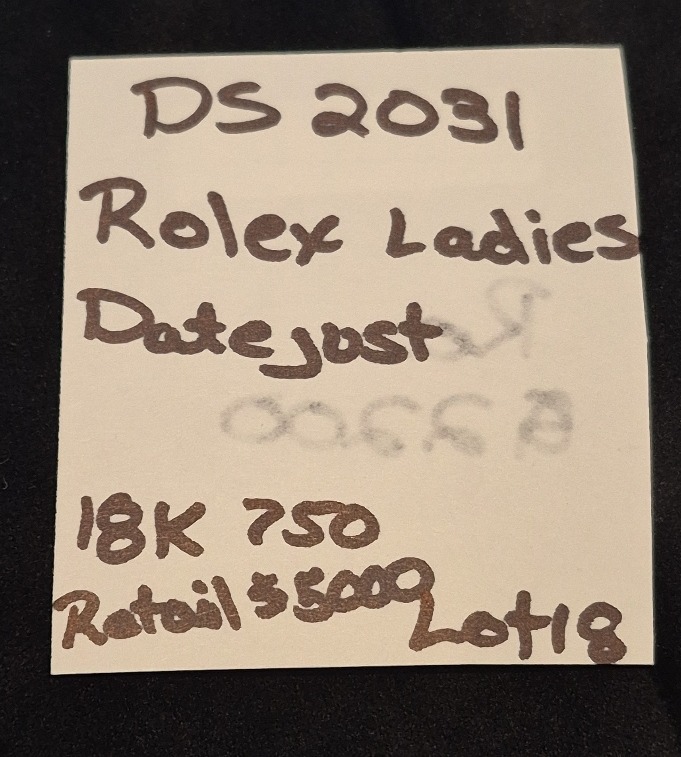 DS 2031
Rolex Ladies
Datejust
18K 750
Retail $5000
Lot 18